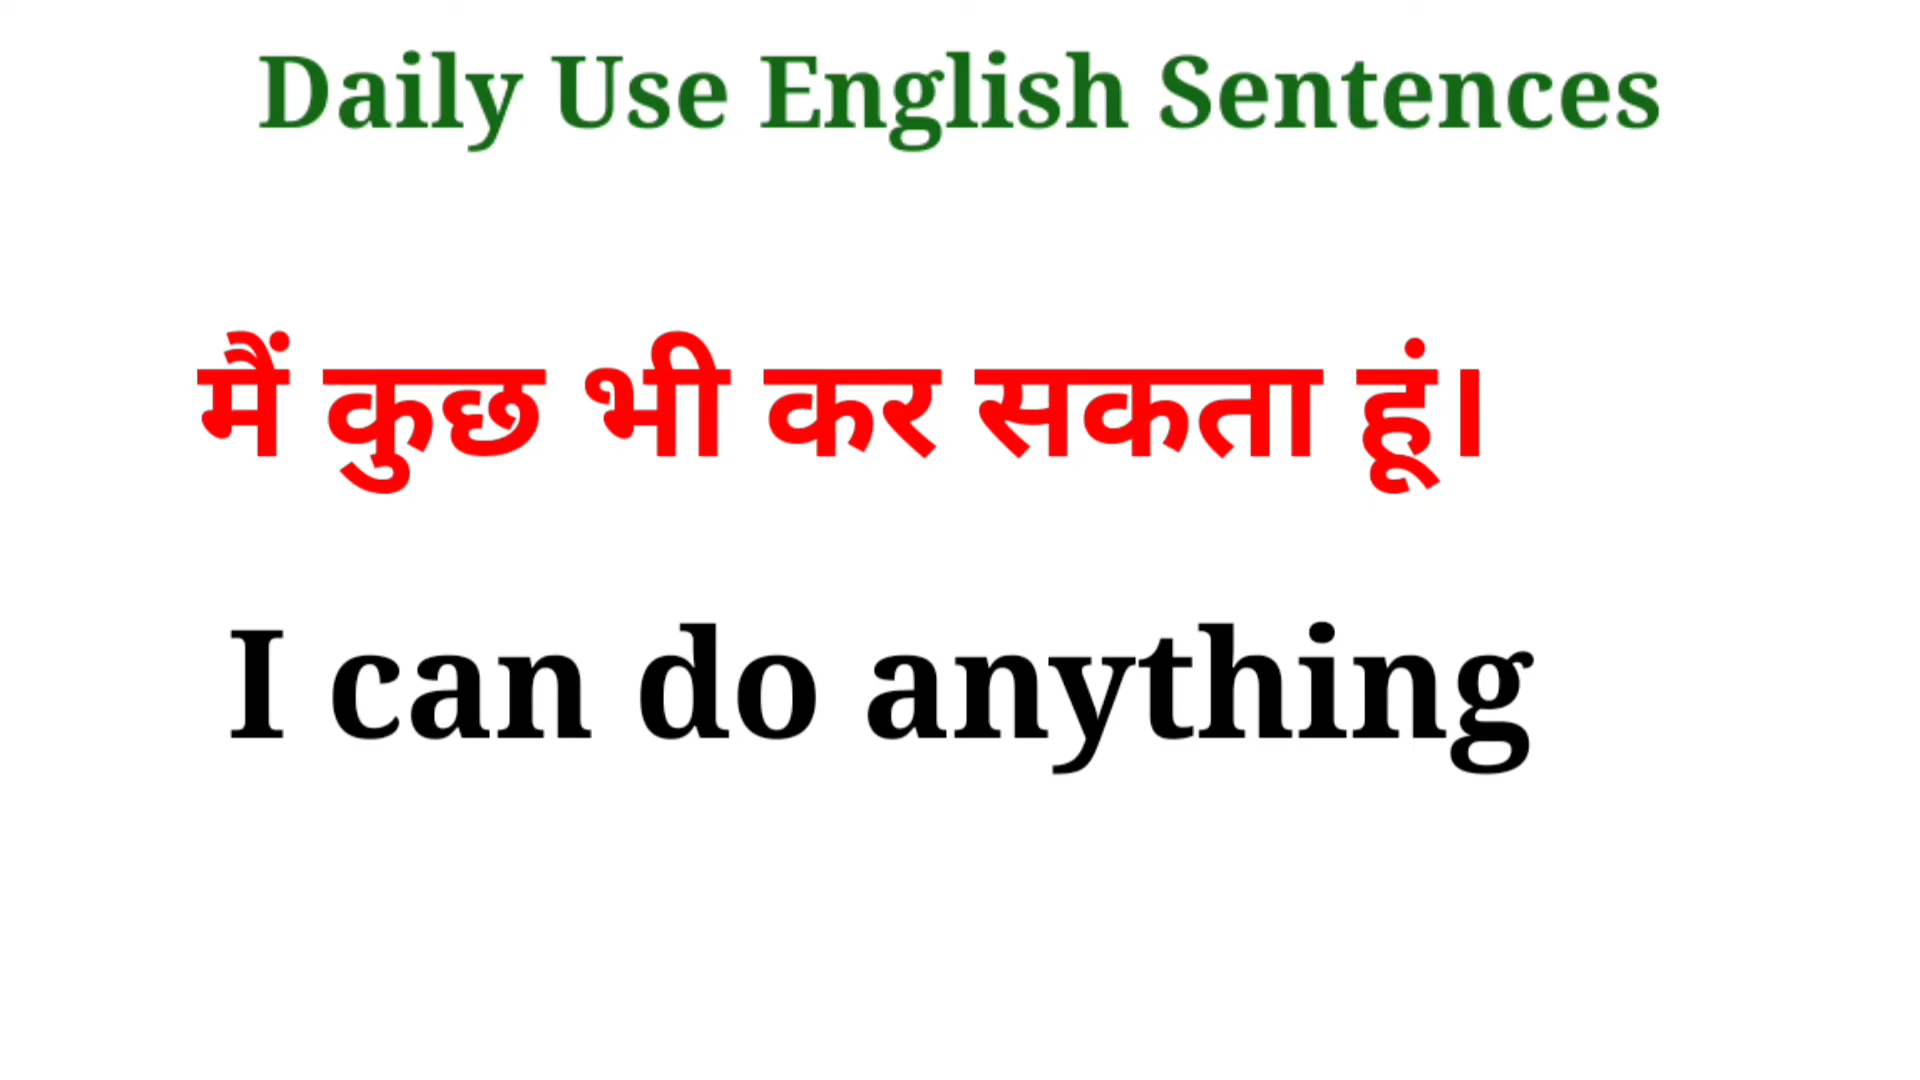 Daily Use English Sentences
मैं कुछ भी कर सकता हूं।
I can do anything